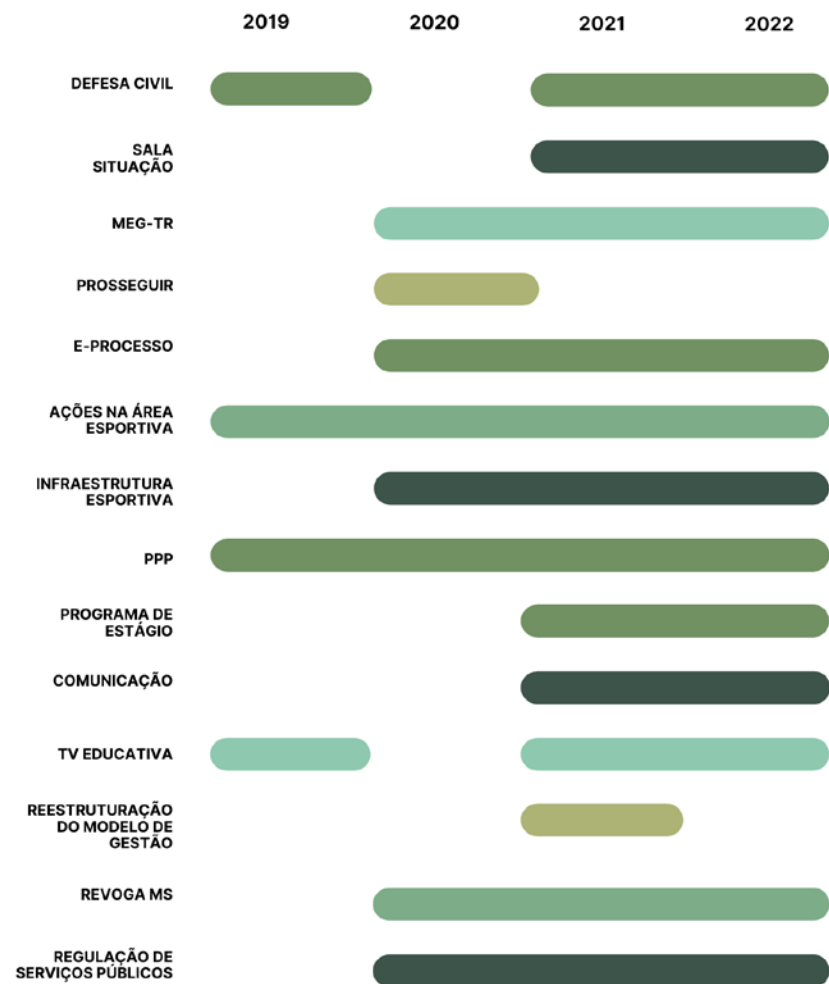 2019 2020 2021 2022
DEFESA CIVIL
SALA
SITUAÇÃO
MEG-TR
PROSSEGUIR
E-PROCESSO
AÇÕES NA ÁREA
ESPORTIVA
INFRAESTRUTURA
ESPORTIVA
PPP
PROGRAMA DE
ESTÁGIO
COMUNICAÇÃO
TV EDUCATIVA
REESTRUTURAÇÃO
DO MODELO DE
GESTÃO
REVOGA MS
REGULAÇÃO DE
SERVIÇOS PÚBLICOS